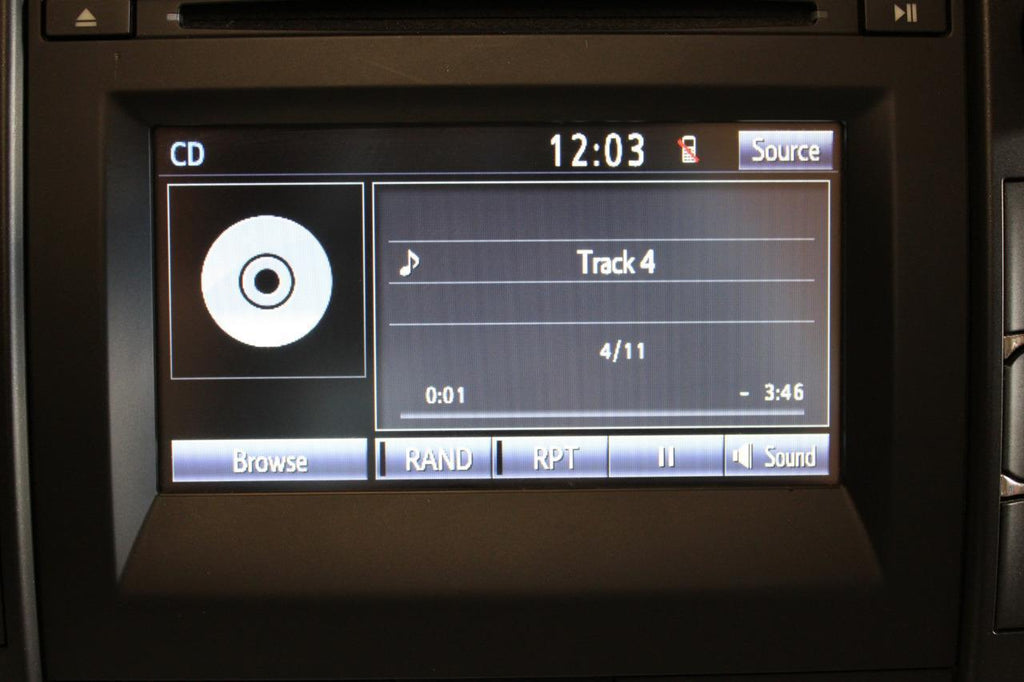 CD 12:03 Source
Track 4
4/11
0:01 - 3:46
Browse RAND RPT Sound